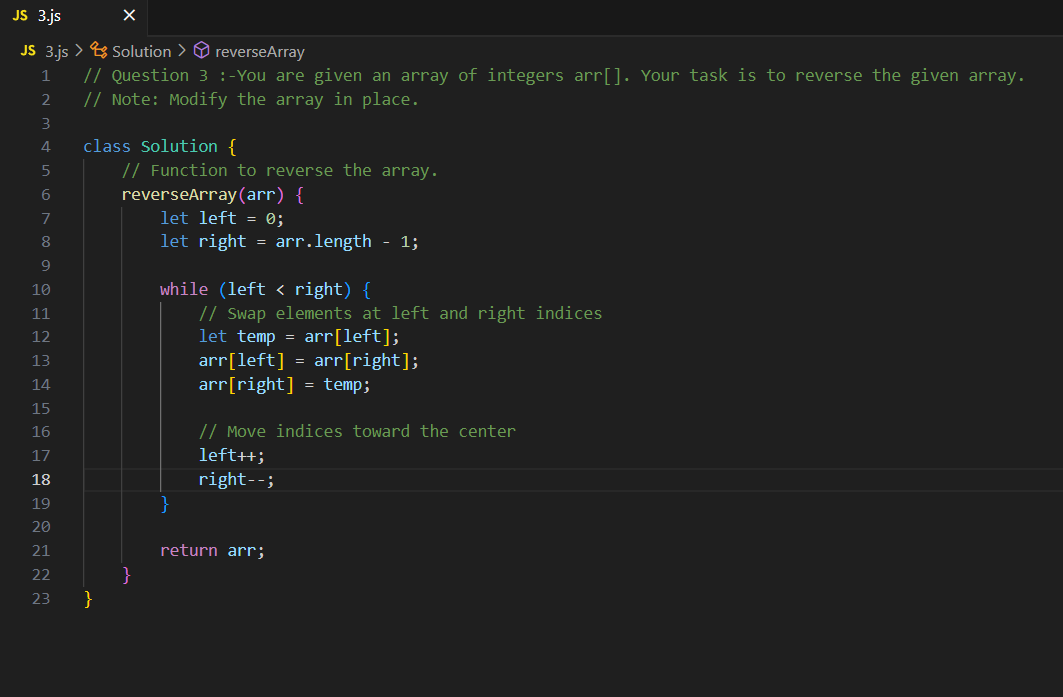 JS 3.js ✕
JS 3.js > Solution > reverseArray
1 // Question 3 :-You are given an array of integers arr[]. Your task is to reverse the given array.
2 // Note: Modify the array in place.
3
4 class Solution {
5     // Function to reverse the array.
6     reverseArray(arr) {
7         let left = 0;
8         let right = arr.length - 1;
9
10         while (left < right) {
11             // Swap elements at left and right indices
12             let temp = arr[left];
13             arr[left] = arr[right];
14             arr[right] = temp;
15
16             // Move indices toward the center
17             left++;
18             right--;
19         }
20
21         return arr;
22     }
23 }